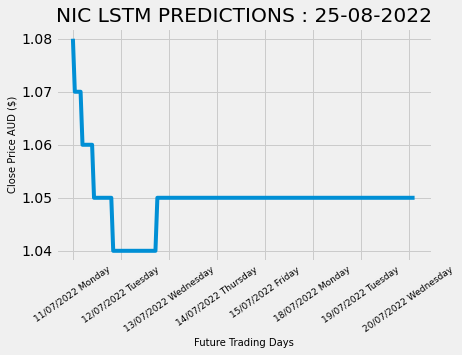 NIC LSTM PREDICTIONS : 25-08-2022
1.08
1.07
1.06
1.05
1.04
Close Price AUD ($)
11/07/2022 Monday
12/07/2022 Tuesday
13/07/2022 Wednesday
14/07/2022 Thursday
15/07/2022 Friday
18/07/2022 Monday
19/07/2022 Tuesday
20/07/2022 Wednesday
Future Trading Days